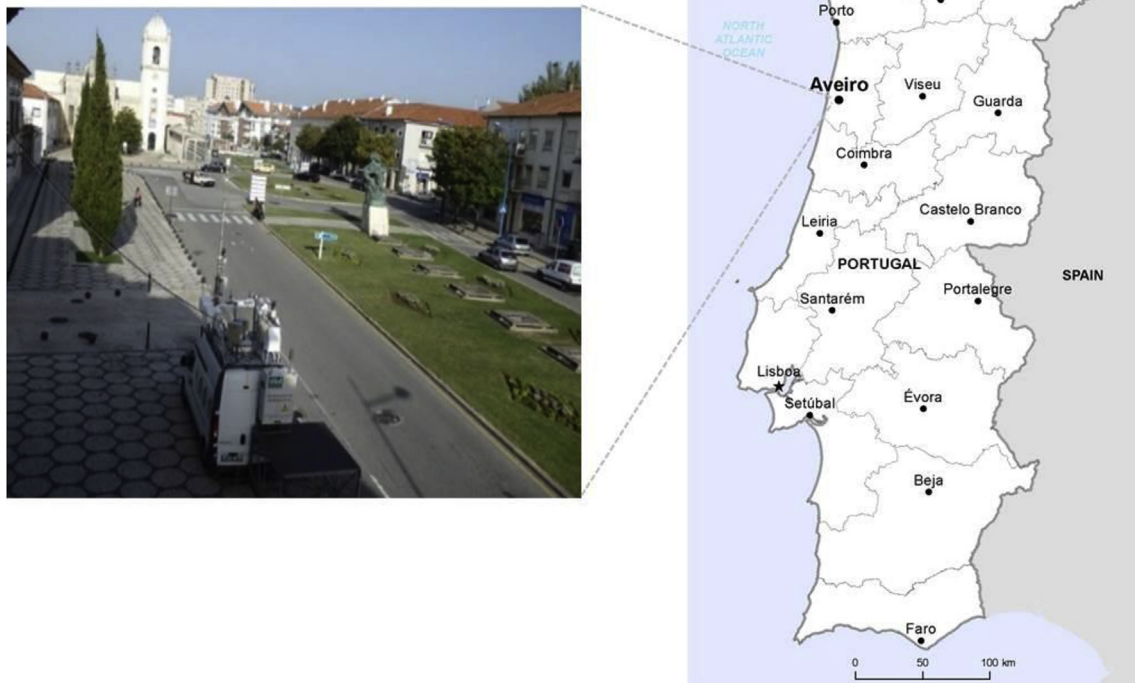 NORTH
ATLANTIC
OCEAN
Porto
Aveiro
Viseu
Guarda
Coimbra
Castelo Branco
Leiria
PORTUGAL
SPAIN
Santarém
Portalegre
Lisboa
Setúbal
Évora
Beja
Faro
0 50 100 km